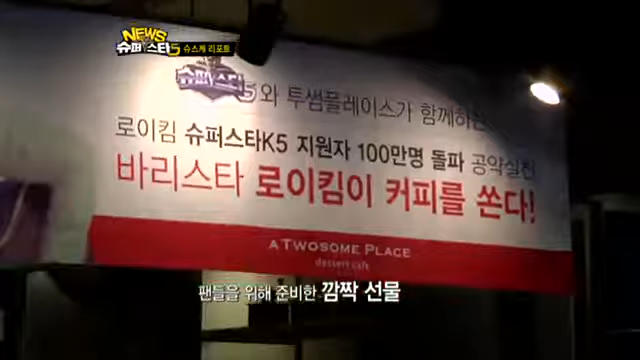 NEWS
슈퍼스타5 슈스케 리포트
슈퍼스타
5와 투썸플레이스가 함께하는
로이킴 슈퍼스타K5 지원자 100만명 돌파 공약실천
바리스타 로이킴이 커피를 쏜다!
A TWOSOME PLACE
dessert cafe
팬들을 위해 준비한 깜짝 선물